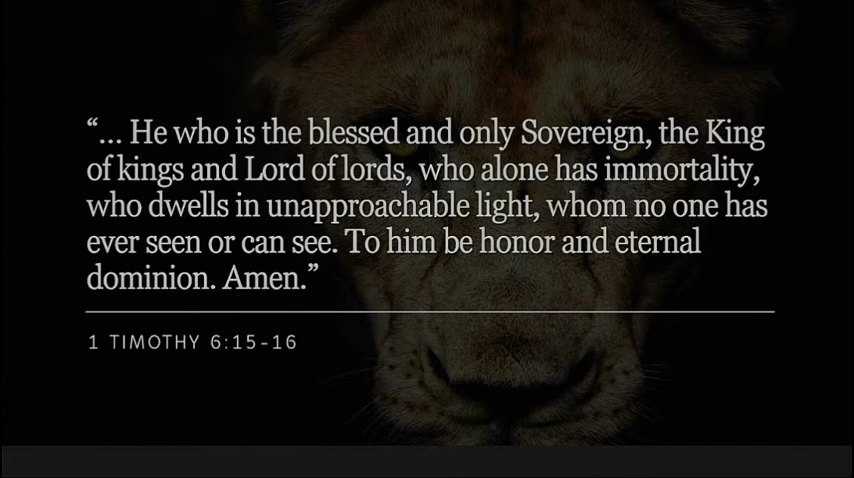 “... He who is the blessed and only Sovereign, the King
of kings and Lord of lords, who alone has immortality,
who dwells in unapproachable light, whom no one has
ever seen or can see. To him be honor and eternal
dominion. Amen.”
1 TIMOTHY 6:15-16